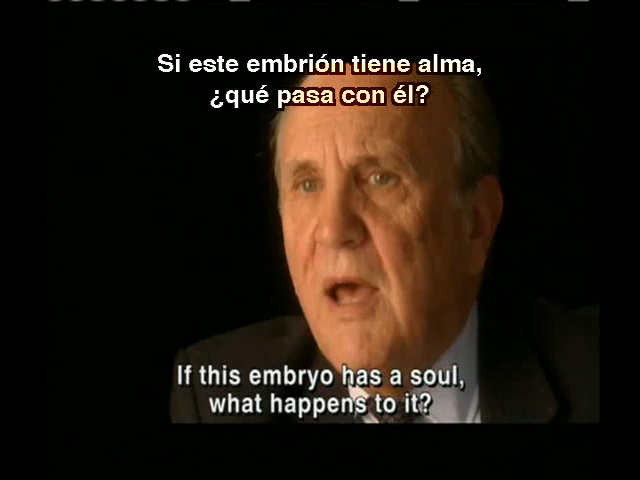 Si este embrión tiene alma,
¿qué pasa con él?
If this embryo has a soul,
what happens to it?